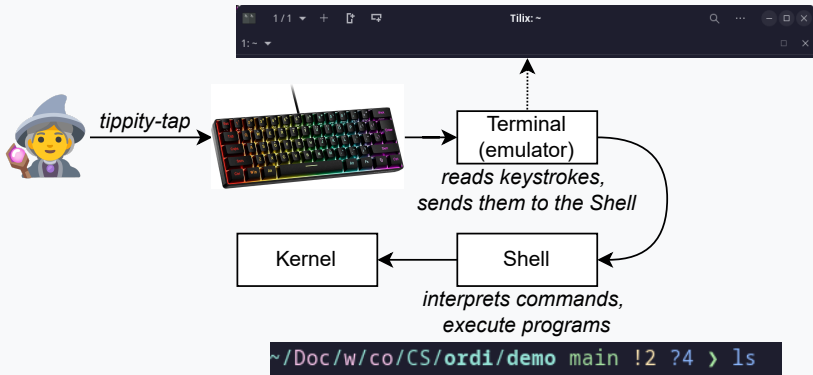 1 / 1
Tilix: ~
1: ~
tippity-tap
Terminal
(emulator)
reads keystrokes,
sends them to the Shell
Kernel
Shell
interprets commands,
execute programs
~/Doc/w/co/CS/ordi/demo main !2 ?4 ❯ ls